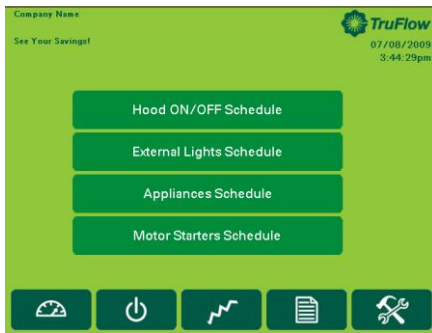 Company Name
TruFlow
See Your Savings!
07/08/2009
3:44:29pm
Hood ON/OFF Schedule
External Lights Schedule
Appliances Schedule
Motor Starters Schedule